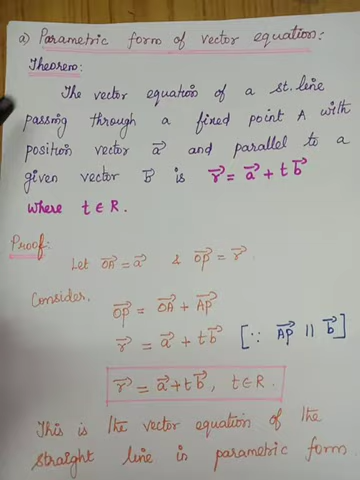 a) Parametric form of vector equation:
Theorem:
The vector equation of a st. line
passing through a fixed point A with
position vector a⃗ and parallel to a
given vector b⃗ is r⃗ = a⃗ + t b⃗
where t ∈ R.
Proof:
Let OA⃗ = a⃗ & OP⃗ = r⃗.
Consider,
OP⃗ = OA⃗ + AP⃗
r⃗ = a⃗ + t b⃗ [∵ AP⃗ || b⃗]
r⃗ = a⃗ + t b⃗, t ∈ R.
This is the vector equation of the
straight line in parametric form.